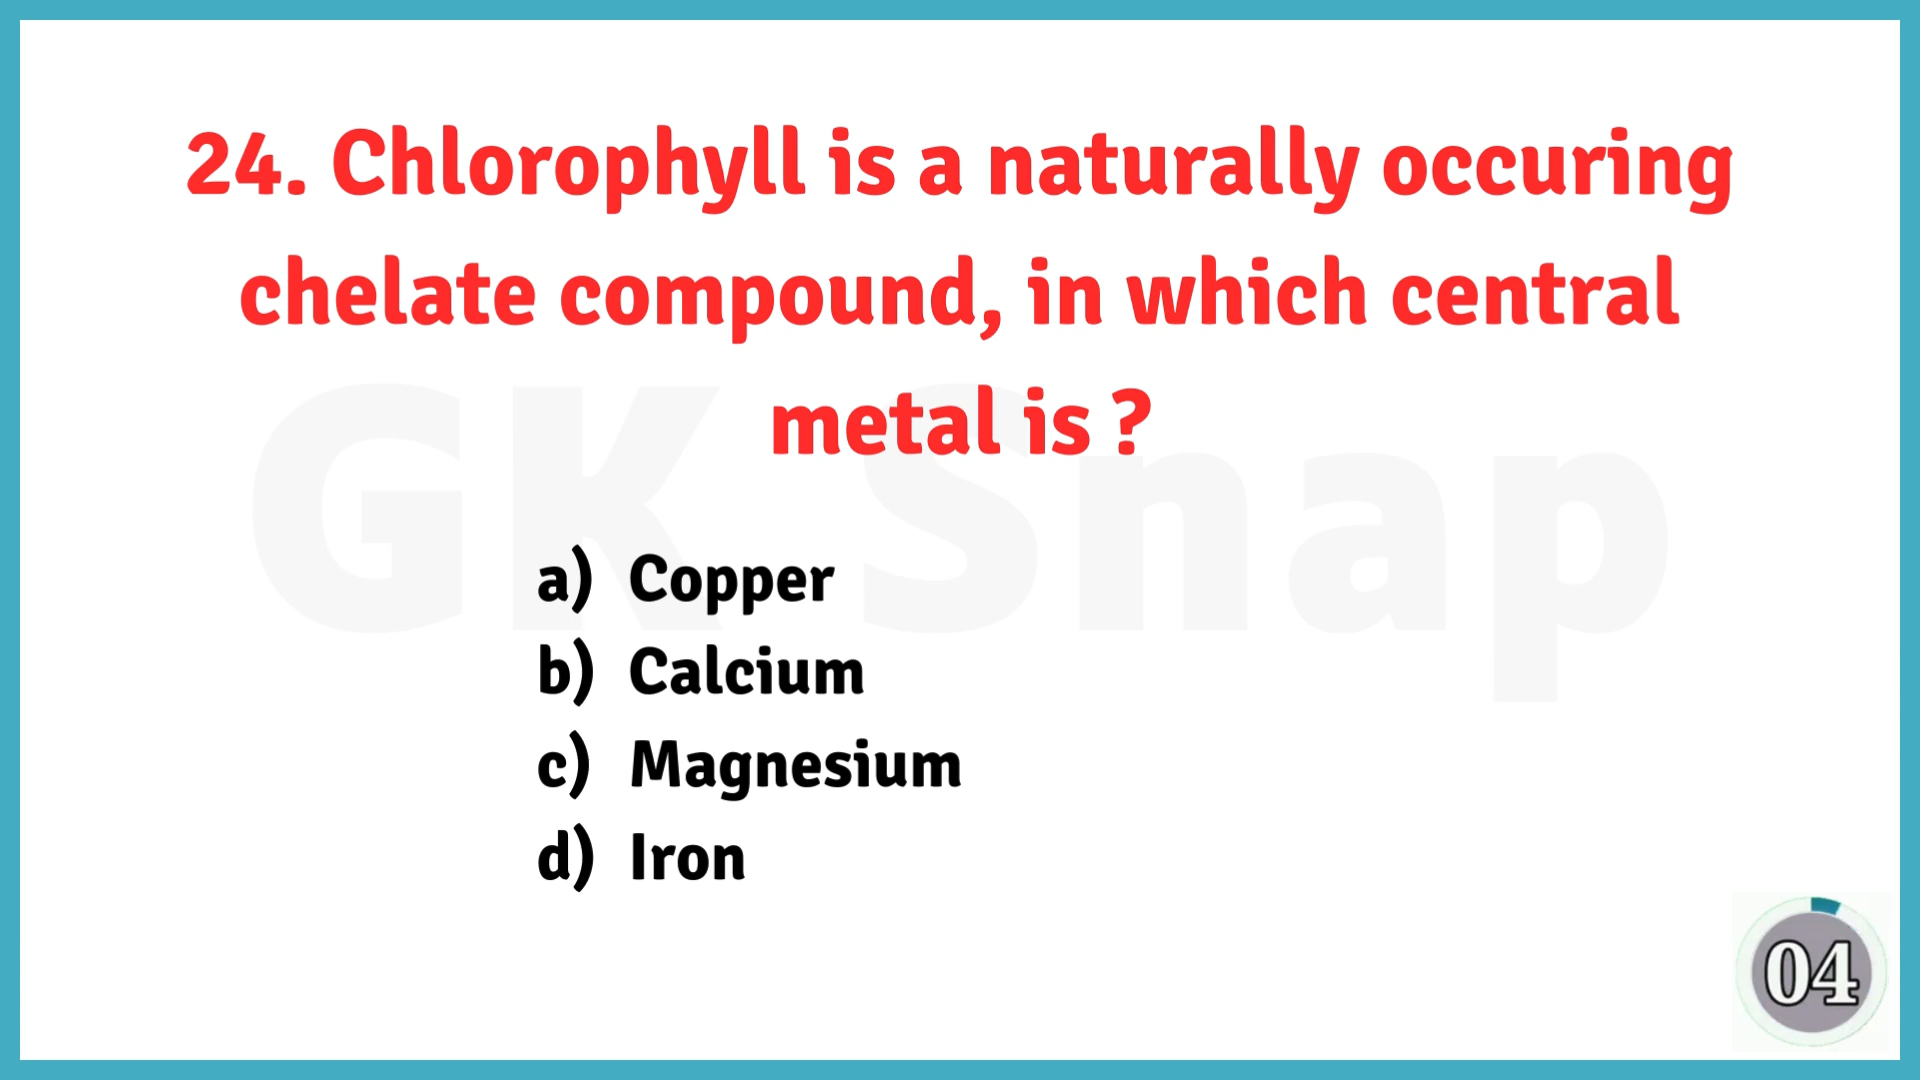 24. Chlorophyll is a naturally occuring
chelate compound, in which central
metal is ?
GK Snap
a) Copper
b) Calcium
c) Magnesium
d) Iron
04